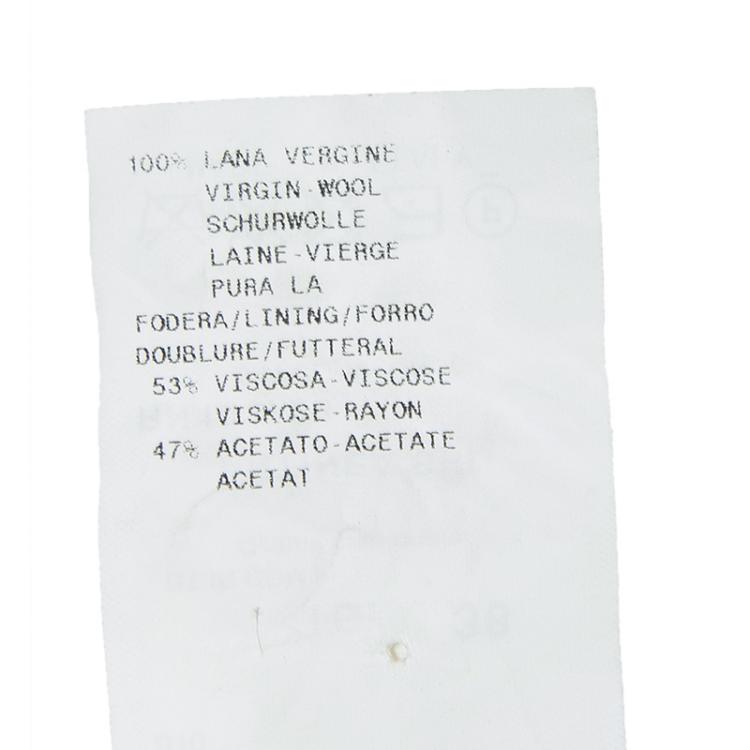 100% LANA VERGINE
VIRGIN-WOOL
SCHURWOLLE
LAINE-VIERGE
PURA LA
FODERA/LINING/FORRO
DOUBLURE/FUTTERAL
53% VISCOSA-VISCOSE
VISKOSE-RAYON
47% ACETATO-ACETATE
ACETAT